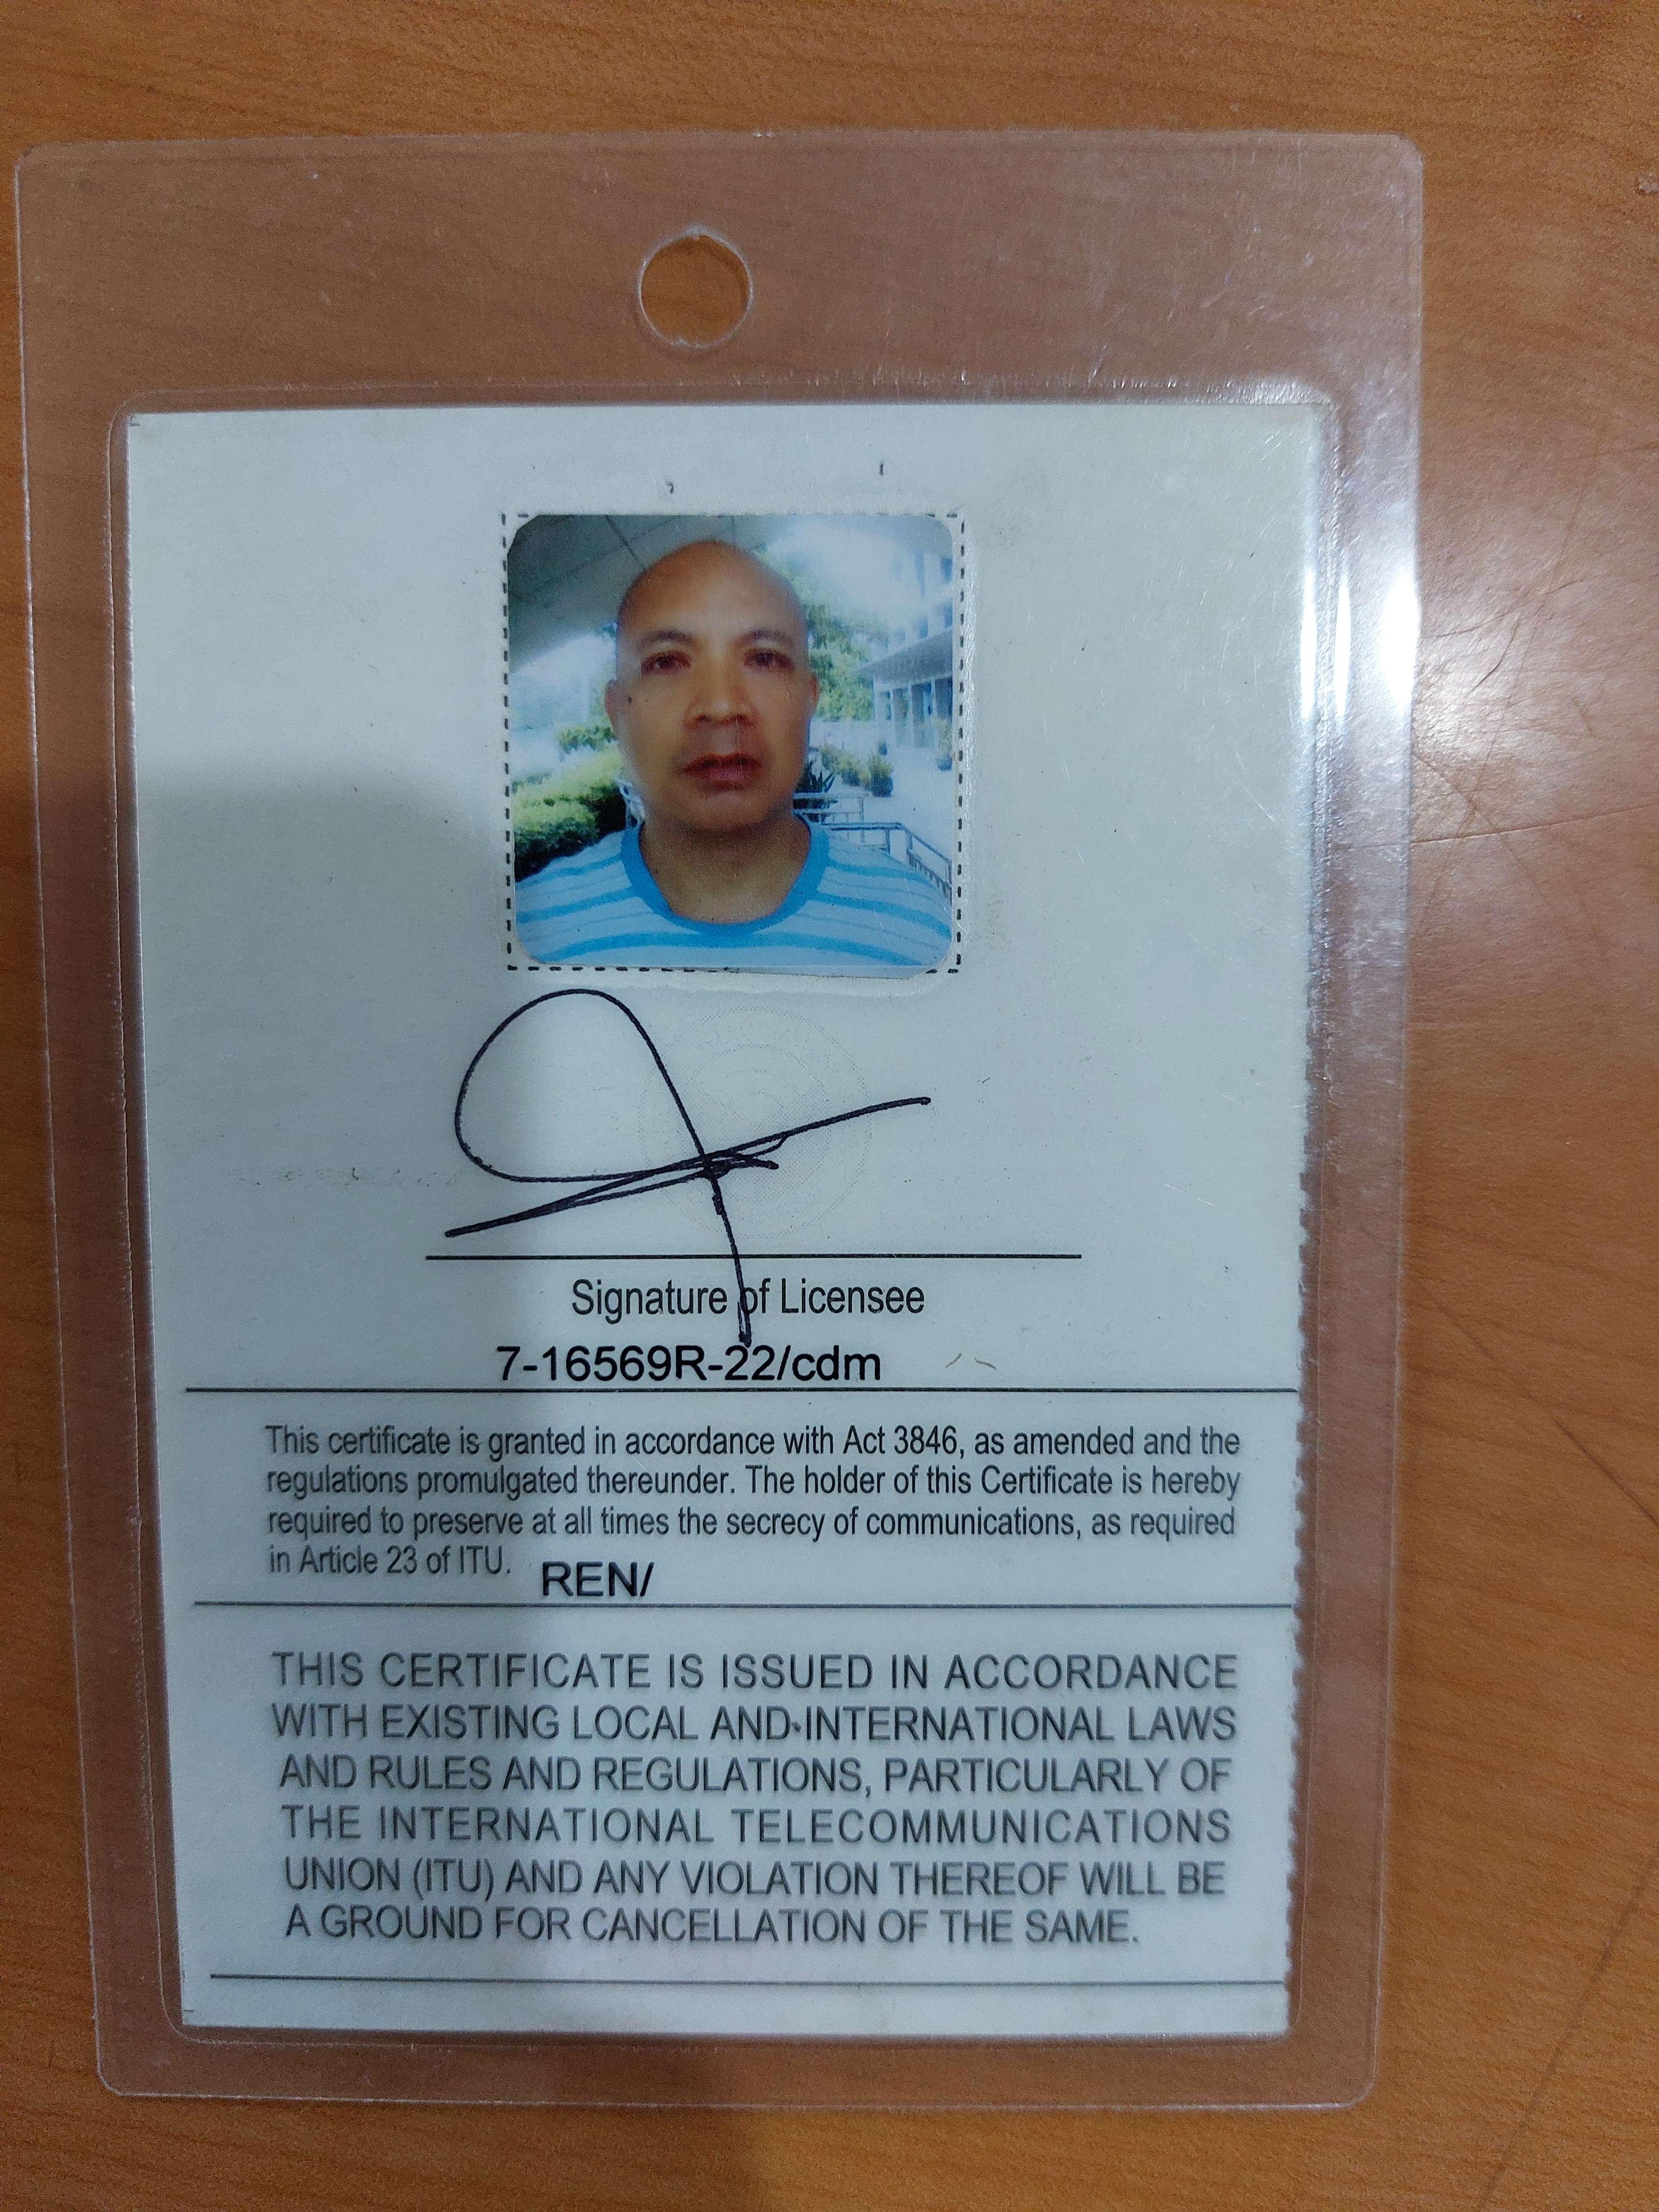 Signature of Licensee
7-16569R-22/cdm
This certificate is granted in accordance with Act 3846, as amended and the
regulations promulgated thereunder. The holder of this Certificate is hereby
required to preserve at all times the secrecy of communications, as required
in Article 23 of ITU. REN/
THIS CERTIFICATE IS ISSUED IN ACCORDANCE
WITH EXISTING LOCAL AND INTERNATIONAL LAWS
AND RULES AND REGULATIONS, PARTICULARLY OF
THE INTERNATIONAL TELECOMMUNICATIONS
UNION (ITU) AND ANY VIOLATION THEREOF WILL BE
A GROUND FOR CANCELLATION OF THE SAME.